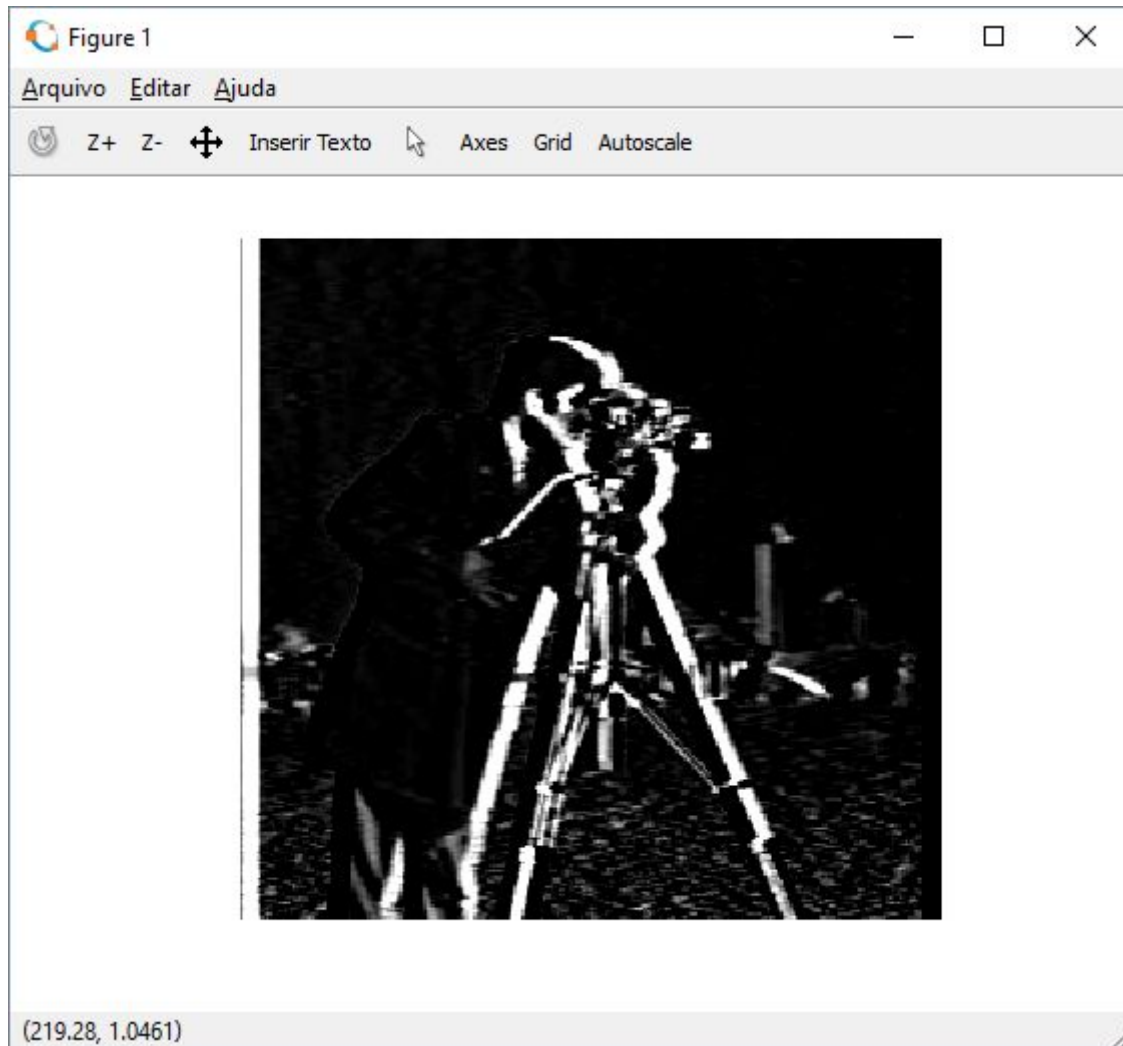 Figure 1
Arquivo Editar Ajuda
Z+ Z- Inserir Texto Axes Grid Autoscale
(219.28, 1.0461)